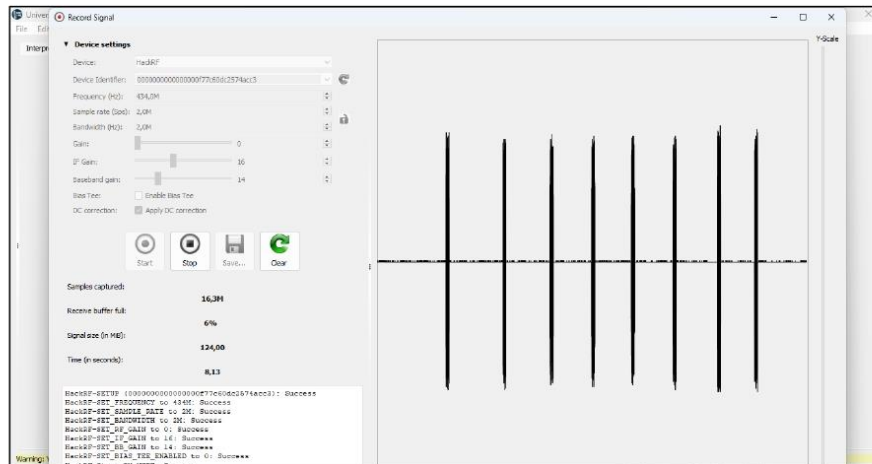 Univer
Record Signal
File Edi
Interpr
Y-Scale
▼ Device settings
Device: HackRF
Device Identifier: 0000000000000000f77c60dc2574acc3
Frequency (Hz): 434,0M
Sample rate (Sps): 2,0M
Bandwidth (Hz): 2,0M
Gain: 0
IF Gain: 16
Baseband gain: 14
Bias Tee: Enable Bias Tee
DC correction: Apply DC correction
Start Stop Save... Clear
Samples captured:
16,3M
Receive buffer full:
6%
Signal size (in MiB):
124,00
Time (in seconds):
8,13
HackRF-SETUP (0000000000000000f77c60dc2574acc3): Success
HackRF-SET_FREQUENCY to 434M: Success
HackRF-SET_SAMPLE_RATE to 2M: Success
HackRF-SET_BANDWIDTH to 2M: Success
HackRF-SET_RF_GAIN to 0: Success
HackRF-SET_IF_GAIN to 16: Success
HackRF-SET_BB_GAIN to 14: Success
HackRF-SET_BIAS_TEE_ENABLED to 0: Success
Warning: Y